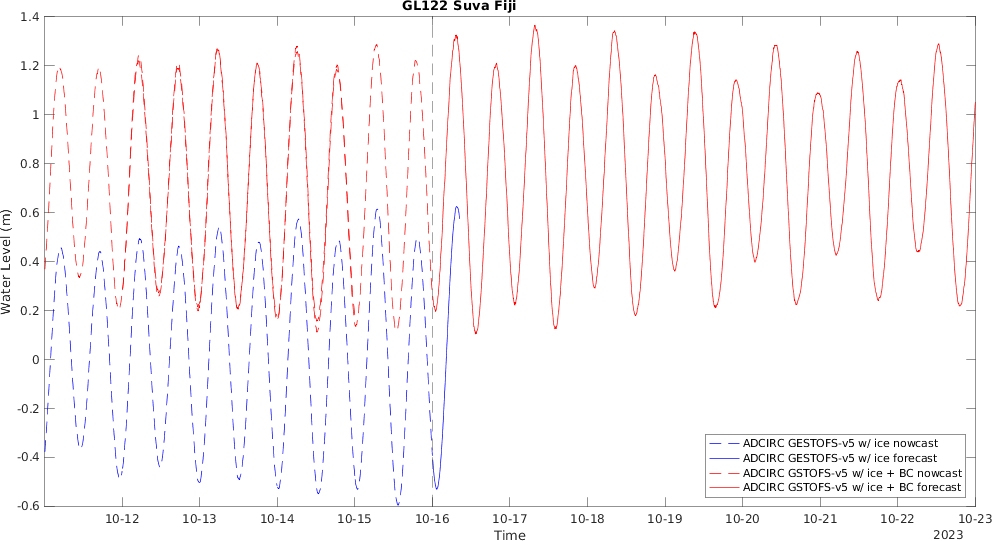 GL122 Suva Fiji
1.4
1.2
1
0.8
0.6
0.4
0.2
0
-0.2
-0.4
-0.6
Water Level (m)
ADCIRC GESTOFS-v5 w/ ice nowcast
ADCIRC GESTOFS-v5 w/ ice forecast
ADCIRC GSTOFS-v5 w/ ice + BC nowcast
ADCIRC GSTOFS-v5 w/ ice + BC forecast
10-12 10-13 10-14 10-15 10-16 10-17 10-18 10-19 10-20 10-21 10-22 10-23
Time
2023